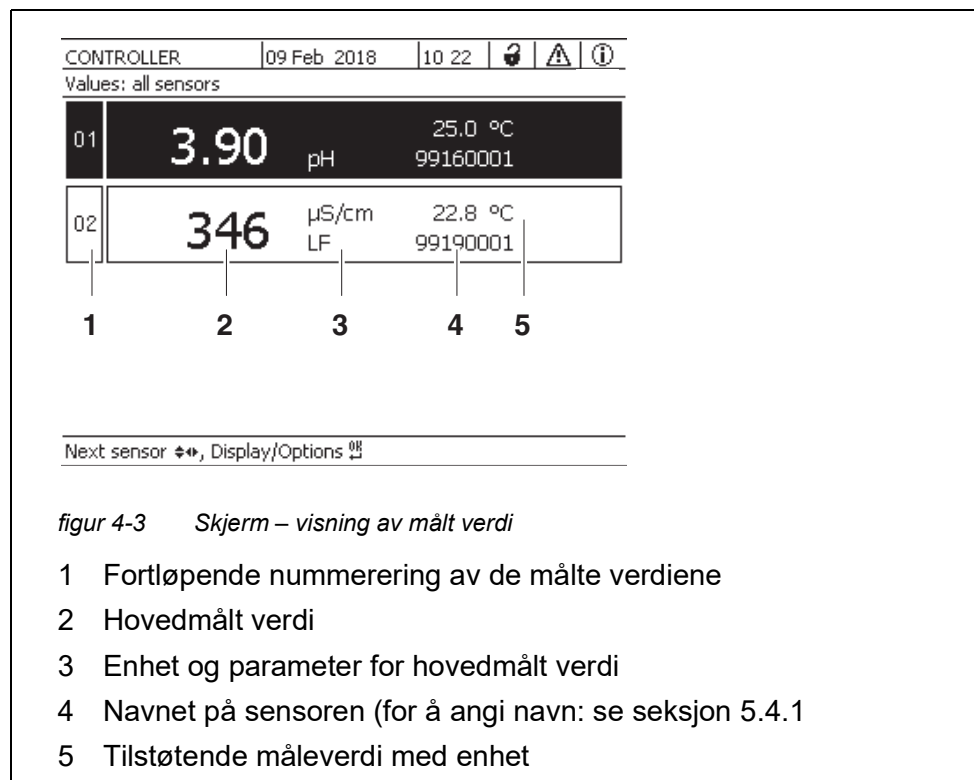 CONTROLLER 09 Feb 2018 10 22
Values: all sensors
01 3.90 pH 25.0 °C 99160001
02 346 µS/cm LF 22.8 °C 99190001
1 2 3 4 5
Next sensor, Display/Options OK
figur 4-3 Skjerm – visning av målt verdi
1 Fortløpende nummerering av de målte verdiene
2 Hovedmålt verdi
3 Enhet og parameter for hovedmålt verdi
4 Navnet på sensoren (for å angi navn: se seksjon 5.4.1
5 Tilstøtende måleverdi med enhet